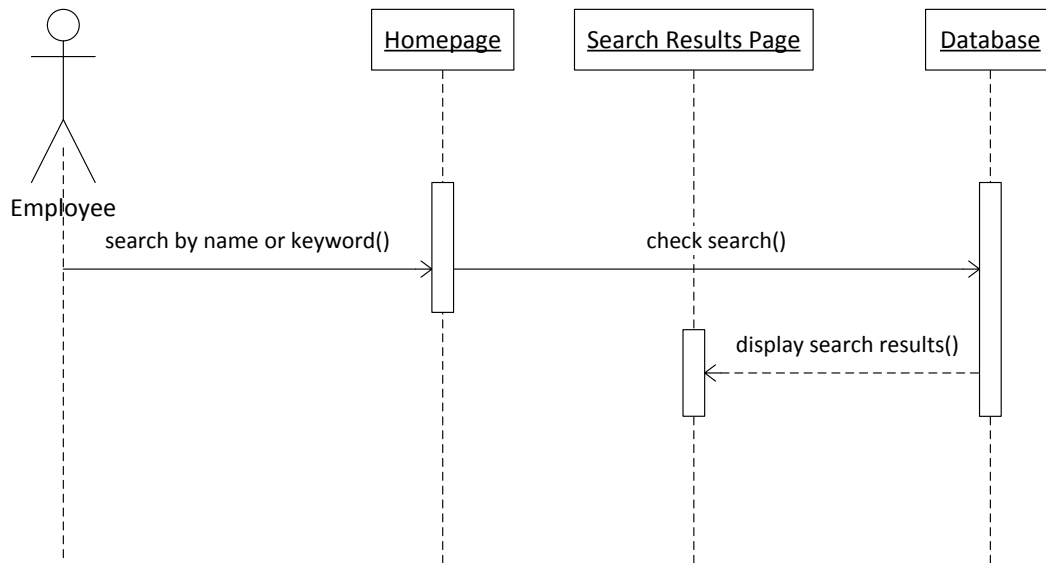 Homepage
Search Results Page
Database
Employee
search by name or keyword()
check search()
display search results()